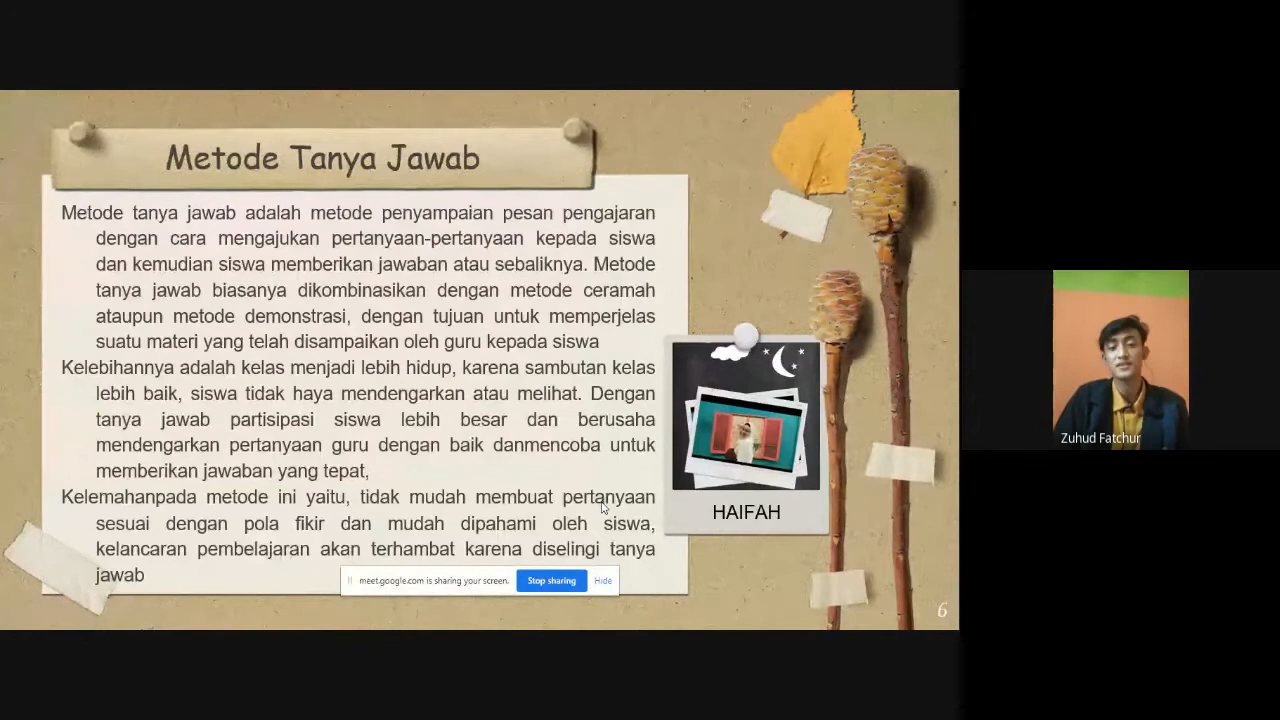 Metode Tanya Jawab
Metode tanya jawab adalah metode penyampaian pesan pengajaran
dengan cara mengajukan pertanyaan-pertanyaan kepada siswa
dan kemudian siswa memberikan jawaban atau sebaliknya. Metode
tanya jawab biasanya dikombinasikan dengan metode ceramah
ataupun metode demonstrasi, dengan tujuan untuk memperjelas
suatu materi yang telah disampaikan oleh guru kepada siswa
Kelebihannya adalah kelas menjadi lebih hidup, karena sambutan kelas
lebih baik, siswa tidak haya mendengarkan atau melihat. Dengan
tanya jawab partisipasi siswa lebih besar dan berusaha
mendengarkan pertanyaan guru dengan baik danmencoba untuk
memberikan jawaban yang tepat,
Kelemahanpada metode ini yaitu, tidak mudah membuat pertanyaan
sesuai dengan pola fikir dan mudah dipahami oleh siswa,
kelancaran pembelajaran akan terhambat karena diselingi tanya
jawab
HAIFAH
meet.google.com is sharing your screen.
Stop sharing
Hide
6
Zuhud Fatchur